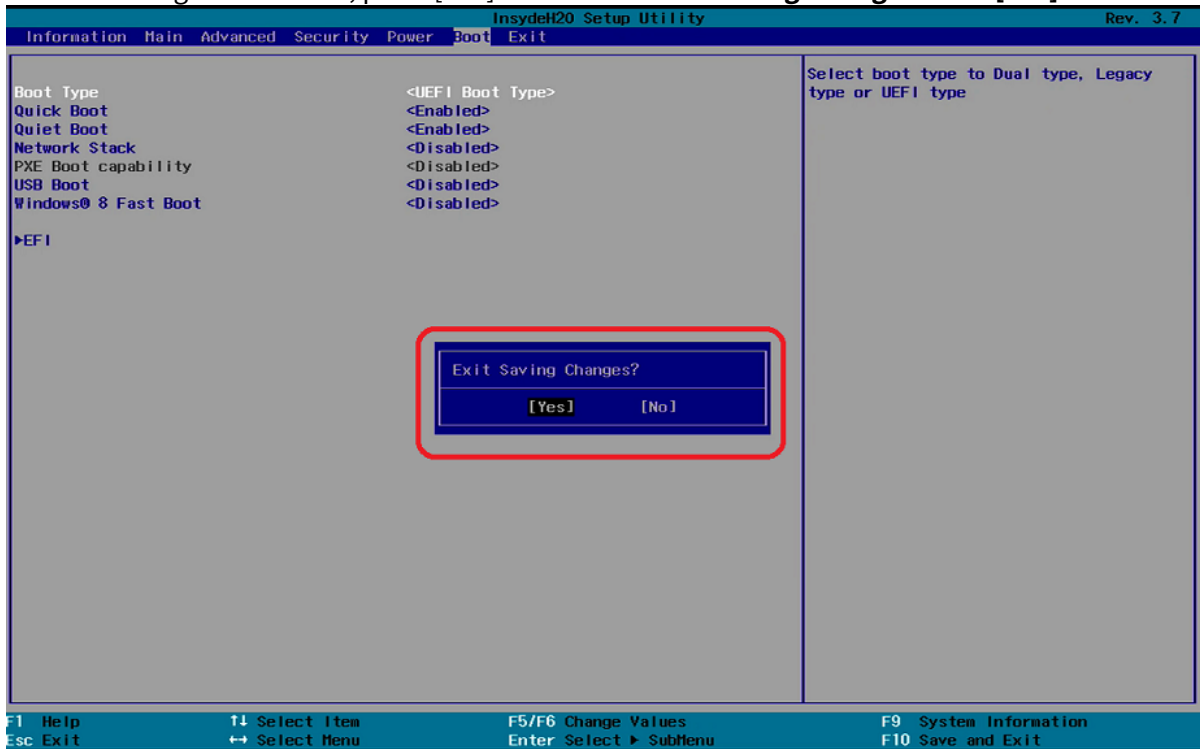 InsydeH20 Setup Utility Rev. 3.7
Information Main Advanced Security Power Boot Exit
Select boot type to Dual type, Legacy
type or UEFI type
Boot Type <UEFI Boot Type>
Quick Boot <Enabled>
Quiet Boot <Enabled>
Network Stack <Disabled>
PXE Boot capability <Disabled>
USB Boot <Disabled>
Windows® 8 Fast Boot <Disabled>
►EFI
Exit Saving Changes?
[Yes] [No]
F1 Help ↑↓ Select Item F5/F6 Change Values F9 System Information
Esc Exit ↔ Select Menu Enter Select ► SubMenu F10 Save and Exit